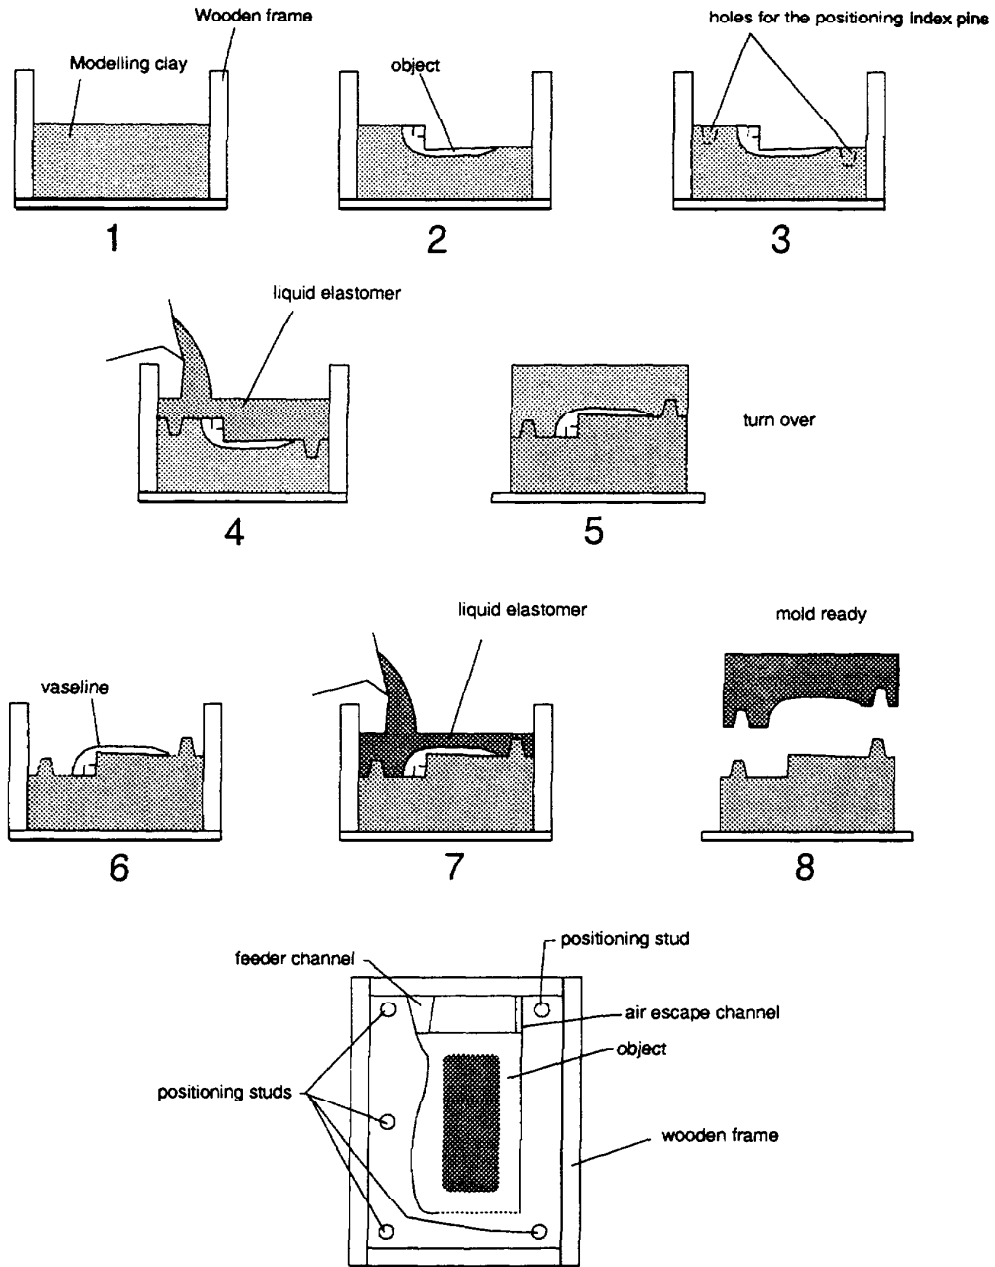 Wooden frame
Modelling clay
1
object
2
holes for the positioning index pins
3
liquid elastomer
4
5
turn over
vaseline
6
liquid elastomer
7
mold ready
8
feeder channel
positioning stud
air escape channel
object
positioning studs
wooden frame